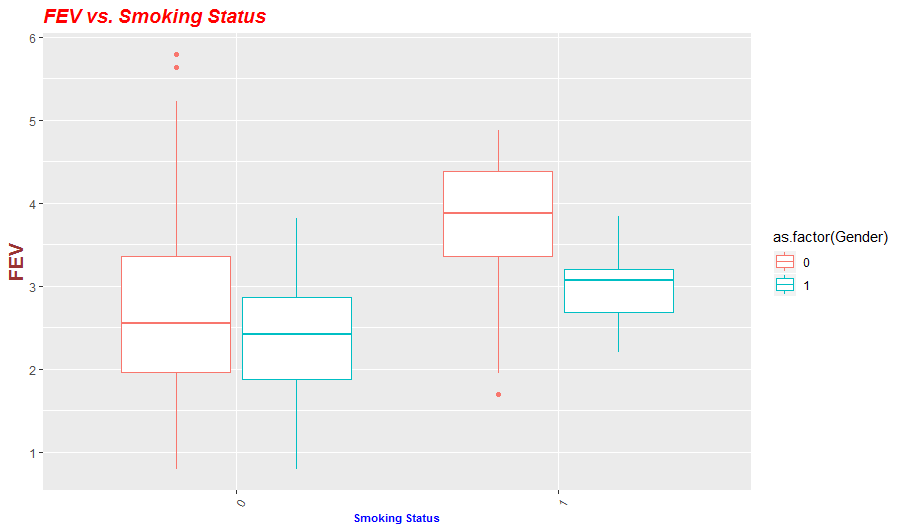 FEV vs. Smoking Status
6
5
4
3
2
1
FEV
0
1
Smoking Status
as.factor(Gender)
0
1